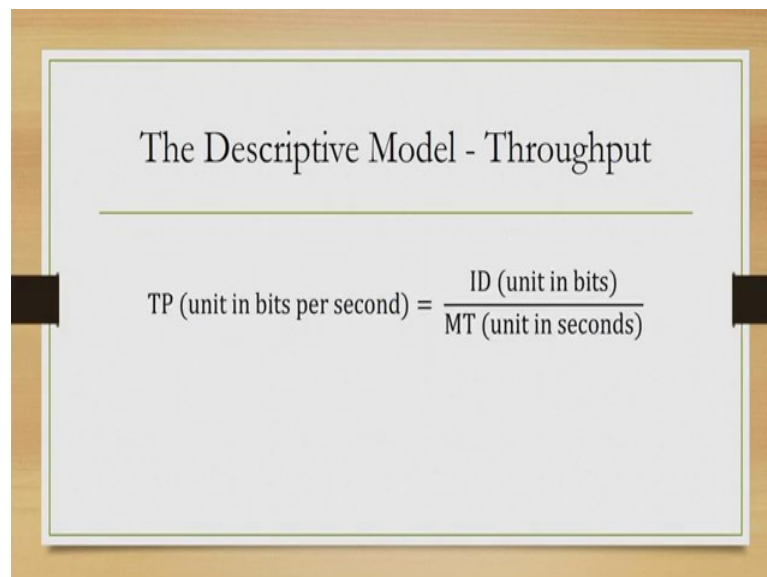 The Descriptive Model - Throughput
TP (unit in bits per second) = ID (unit in bits) / MT (unit in seconds)